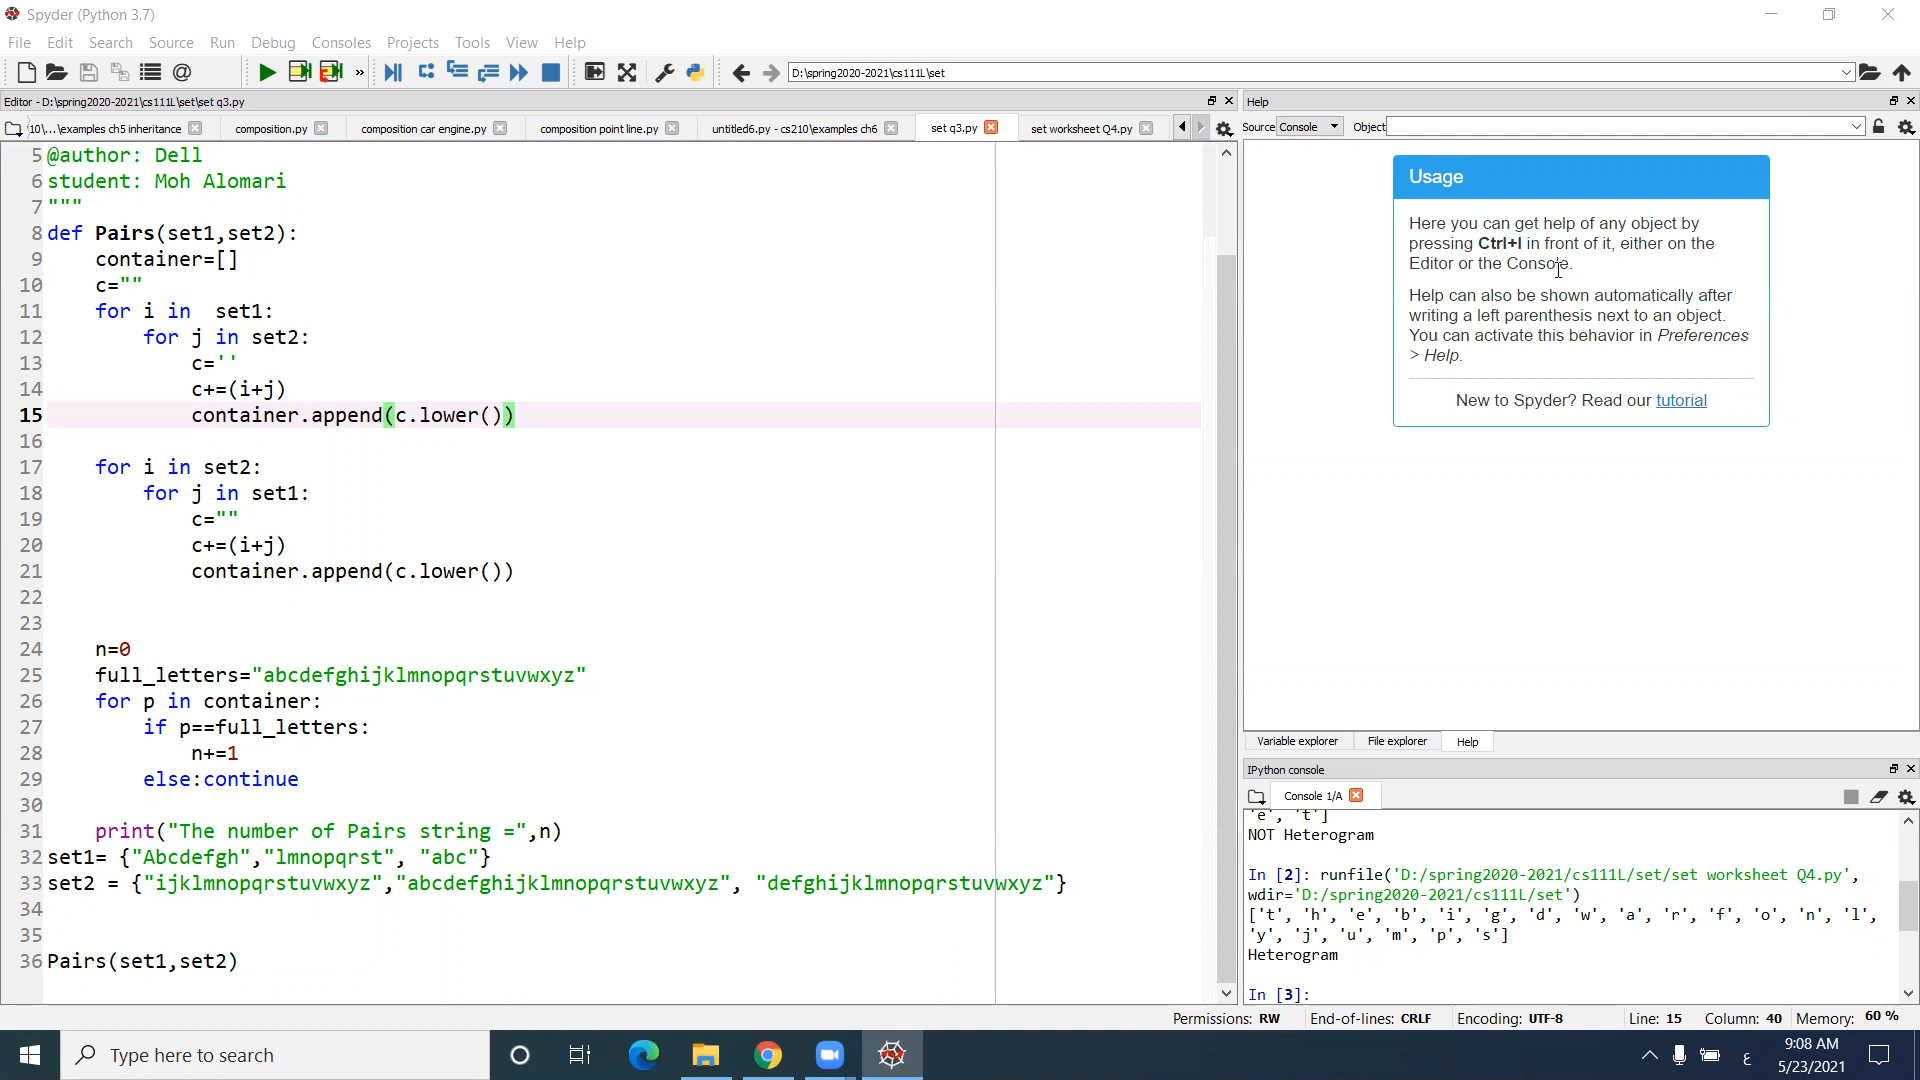 Spyder (Python 3.7)
File Edit Search Source Run Debug Consoles Projects Tools View Help
D:\spring2020-2021\cs111L\set
Editor - D:\spring2020-2021\cs111L\set\set q3.py
10\...\examples ch5 inheritance composition.py composition car engine.py composition point line.py untitled6.py - cs210\examples ch6 set q3.py set worksheet Q4.py
5 @author: Dell
6 student: Moh Alomari
7 """
8 def Pairs(set1,set2):
9 container=[]
10 c=""
11 for i in  set1:
12 for j in set2:
13 c=''
14 c+=(i+j)
15 container.append(c.lower())
16
17 for i in set2:
18 for j in set1:
19 c=""
20 c+=(i+j)
21 container.append(c.lower())
22
23
24 n=0
25 full_letters="abcdefghijklmnopqrstuvwxyz"
26 for p in container:
27 if p==full_letters:
28 n+=1
29 else:continue
30
31 print("The number of Pairs string =",n)
32 set1= {"Abcdefgh","lmnopqrst", "abc"}
33 set2 = {"ijklmnopqrstuvwxyz","abcdefghijklmnopqrstuvwxyz", "defghijklmnopqrstuvwxyz"}
34
35
36 Pairs(set1,set2)
Help
Source Console Object
Usage
Here you can get help of any object by
pressing Ctrl+I in front of it, either on the
Editor or the Console.
Help can also be shown automatically after
writing a left parenthesis next to an object.
You can activate this behavior in Preferences
> Help.
New to Spyder? Read our tutorial
Variable explorer File explorer Help
IPython console
Console 1/A
'e', 't']
NOT Heterogram
In [2]: runfile('D:/spring2020-2021/cs111L/set/set worksheet Q4.py',
wdir='D:/spring2020-2021/cs111L/set')
['t', 'h', 'e', 'b', 'i', 'g', 'd', 'w', 'a', 'r', 'f', 'o', 'n', 'l',
'y', 'j', 'u', 'm', 'p', 's']
Heterogram
In [3]:
Permissions: RW End-of-lines: CRLF Encoding: UTF-8 Line: 15 Column: 40 Memory: 60 %
Type here to search
ع
9:08 AM
5/23/2021